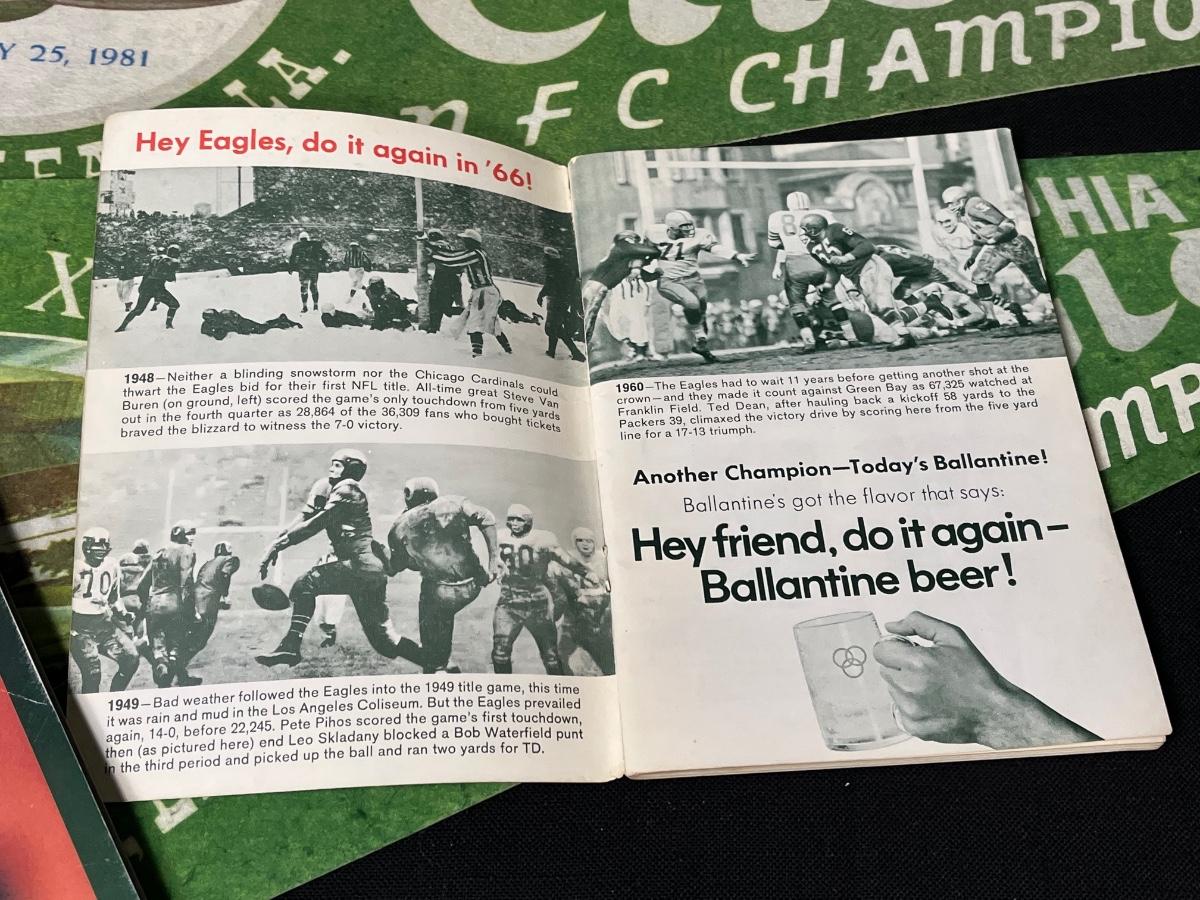 Y 25, 1981
LA.
NFC CHAMPIO
X
PHIA
Hey Eagles, do it again in '66!
1948—Neither a blinding snowstorm nor the Chicago Cardinals could
thwart the Eagles bid for their first NFL title. All-time great Steve Van
Buren (on ground, left) scored the game's only touchdown from five yards
out in the fourth quarter as 28,864 of the 36,309 fans who bought tickets
braved the blizzard to witness the 7-0 victory.
70
80
1949—Bad weather followed the Eagles into the 1949 title game, this time
it was rain and mud in the Los Angeles Coliseum. But the Eagles prevailed
again, 14-0, before 22,245. Pete Pihos scored the game's first touchdown,
then (as pictured here) end Leo Skladany blocked a Bob Waterfield punt
in the third period and picked up the ball and ran two yards for TD.
71
8
1960—The Eagles had to wait 11 years before getting another shot at the
crown—and they made it count against Green Bay as 67,325 watched at
Franklin Field. Ted Dean, after hauling back a kickoff 58 yards to the
Packers 39, climaxed the victory drive by scoring here from the five yard
line for a 17-13 triumph.
Another Champion—Today's Ballantine!
Ballantine's got the flavor that says:
Hey friend, do it again—
Ballantine beer!